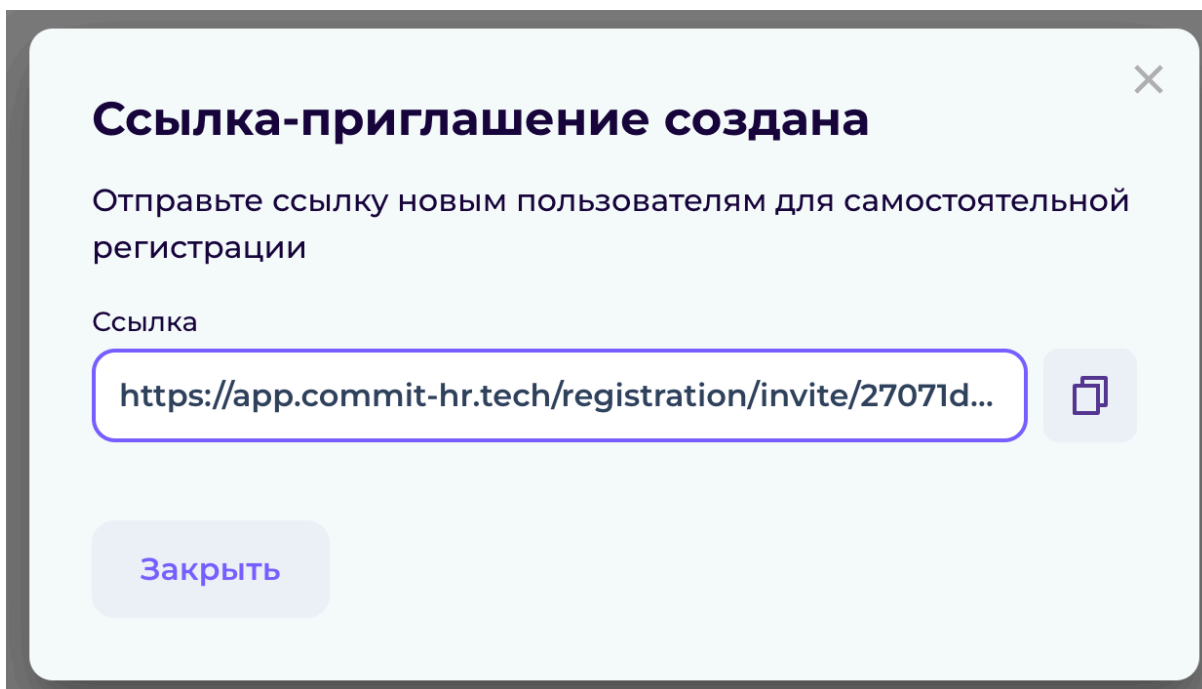 Ссылка-приглашение создана
Отправьте ссылку новым пользователям для самостоятельной
регистрации
Ссылка
https://app.commit-hr.tech/registration/invite/27071d...
Закрыть